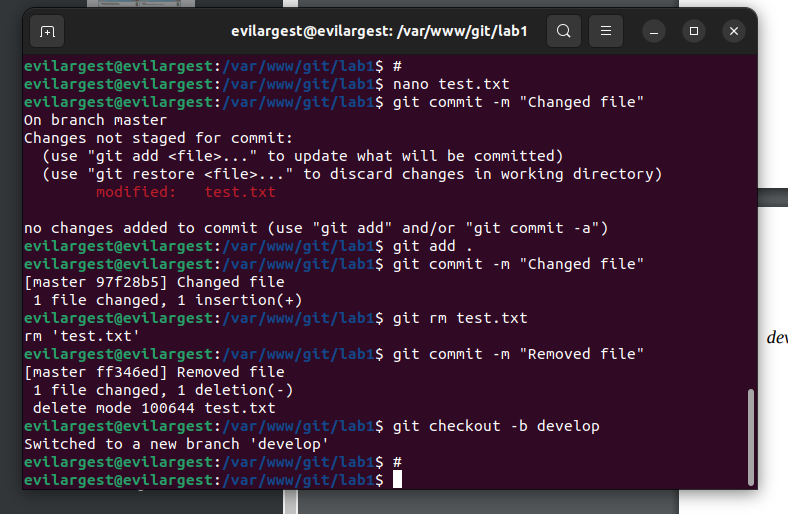 evilargest@evilargest: /var/www/git/lab1
evilargest@evilargest:/var/www/git/lab1$ #
evilargest@evilargest:/var/www/git/lab1$ nano test.txt
evilargest@evilargest:/var/www/git/lab1$ git commit -m "Changed file"
On branch master
Changes not staged for commit:
  (use "git add <file>..." to update what will be committed)
  (use "git restore <file>..." to discard changes in working directory)
        modified:   test.txt

no changes added to commit (use "git add" and/or "git commit -a")
evilargest@evilargest:/var/www/git/lab1$ git add .
evilargest@evilargest:/var/www/git/lab1$ git commit -m "Changed file"
[master 97f28b5] Changed file
 1 file changed, 1 insertion(+)
evilargest@evilargest:/var/www/git/lab1$ git rm test.txt
rm 'test.txt'
evilargest@evilargest:/var/www/git/lab1$ git commit -m "Removed file"
[master ff346ed] Removed file
 1 file changed, 1 deletion(-)
 delete mode 100644 test.txt
evilargest@evilargest:/var/www/git/lab1$ git checkout -b develop
Switched to a new branch 'develop'
evilargest@evilargest:/var/www/git/lab1$ #
evilargest@evilargest:/var/www/git/lab1$